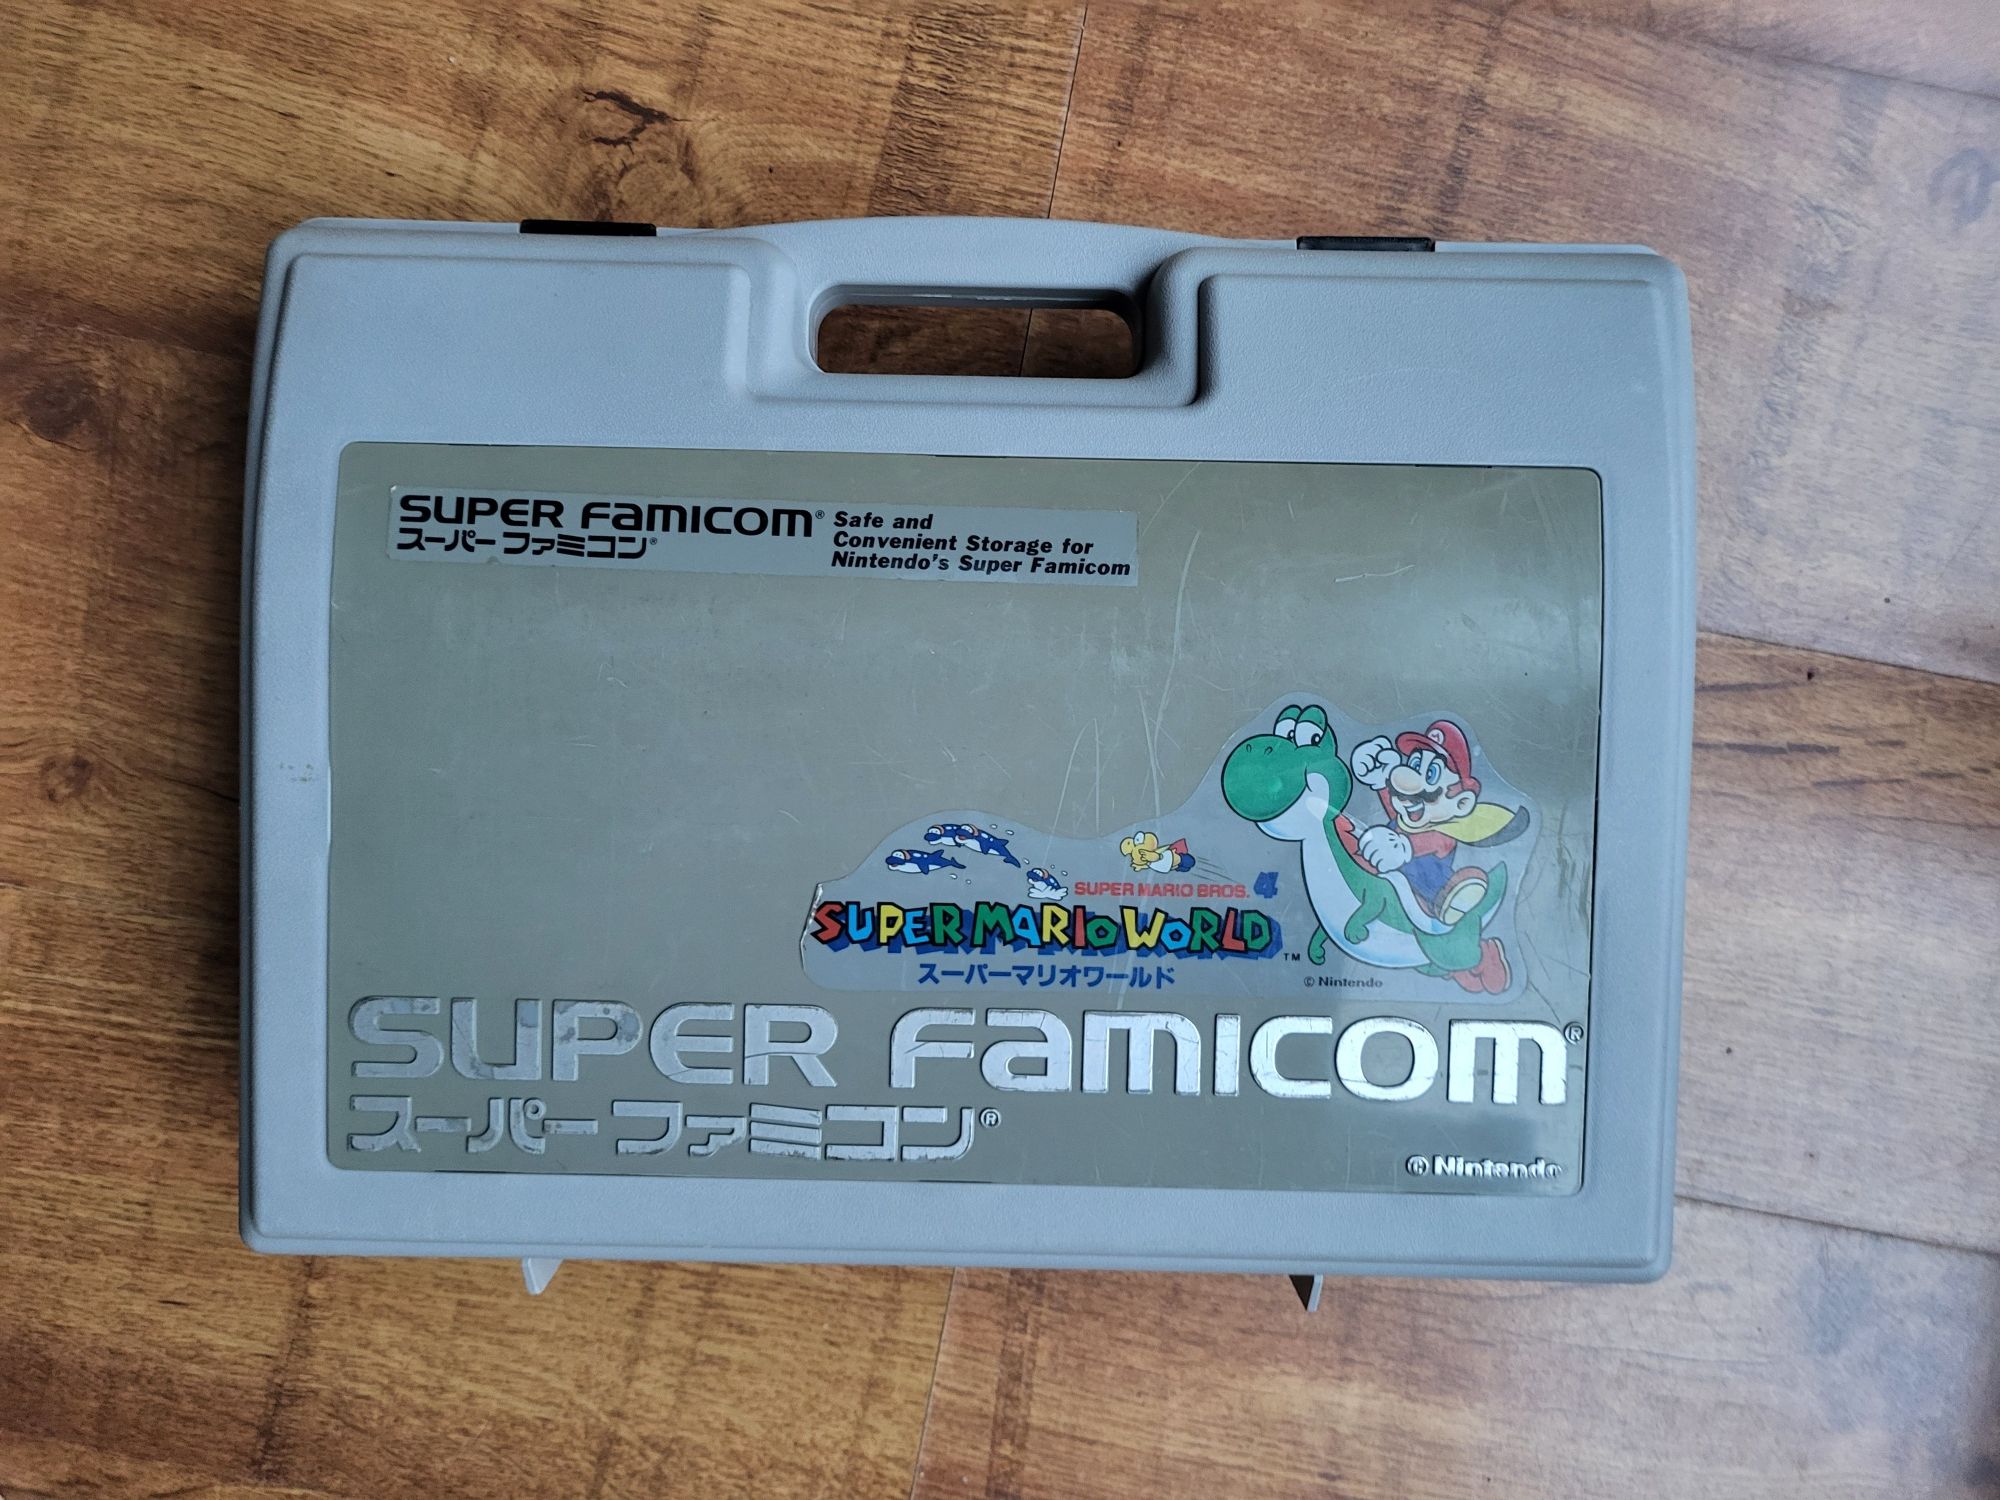 SUPER FAMICOM® Safe and
スーパーファミコン® Convenient Storage for
Nintendo's Super Famicom
M
SUPER MARIO BROS. 4
SUPER MARIO WORLD™
スーパーマリオワールド
© Nintendo
SUPER FAMICOM®
スーパーファミコン®
© Nintendo